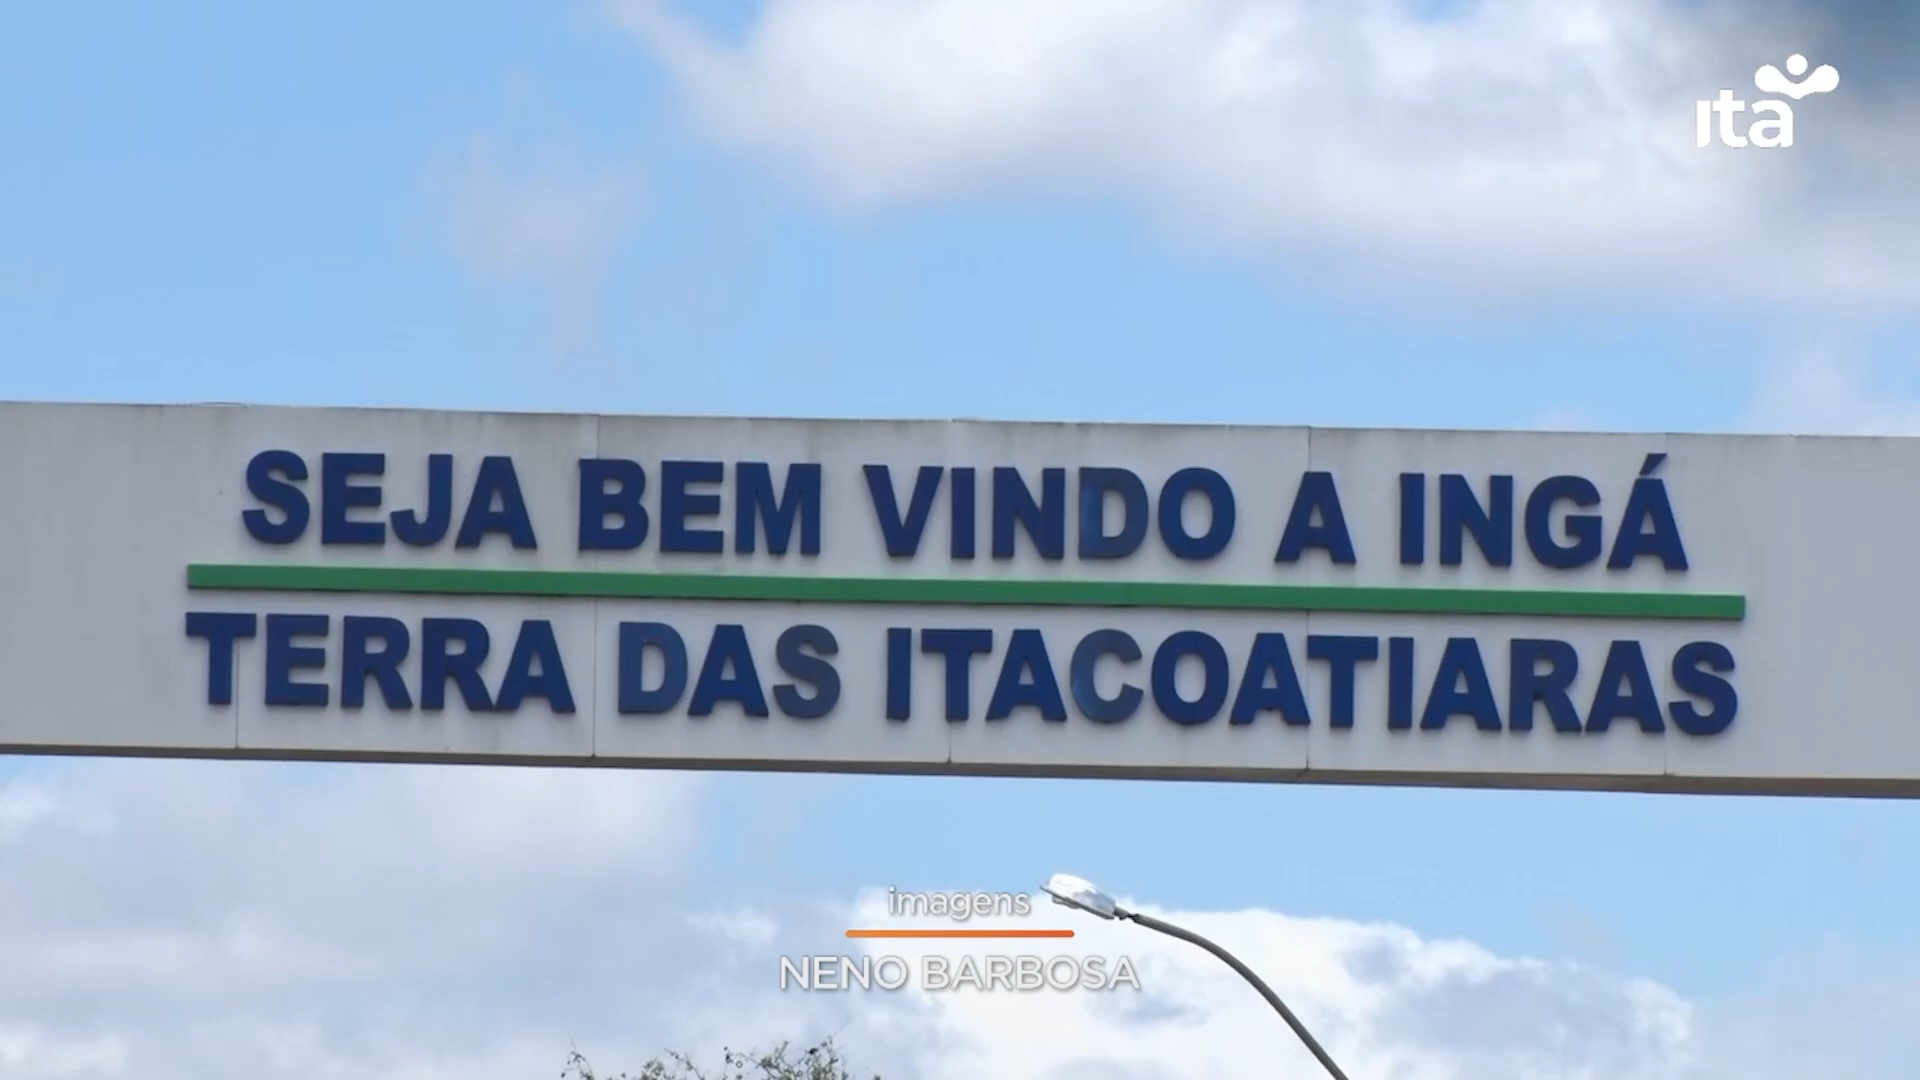 ita
SEJA BEM VINDO A INGÁ
TERRA DAS ITACOATIARAS
imagens
NENO BARBOSA